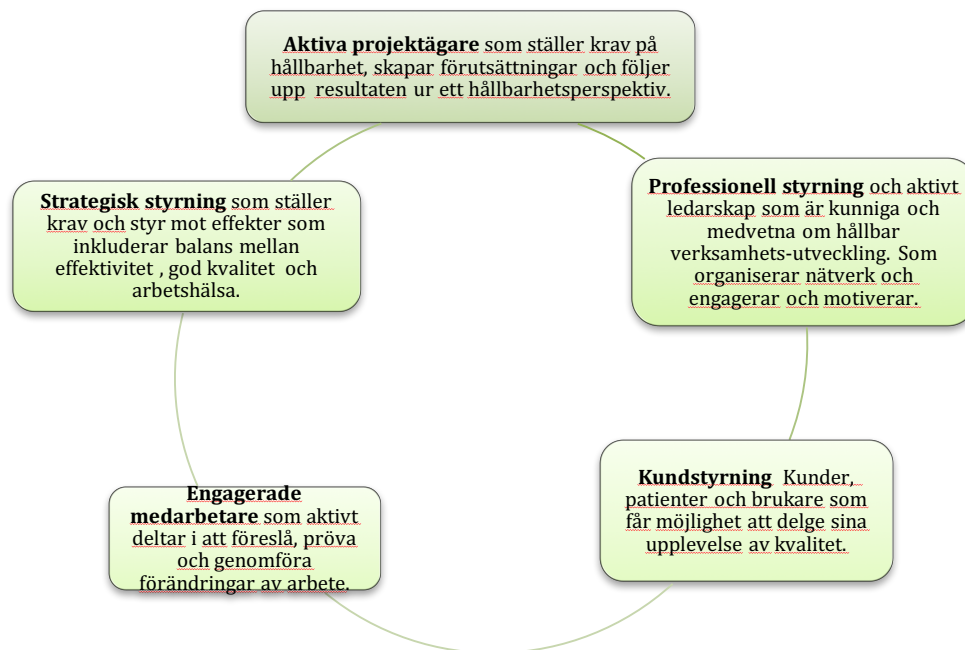 Aktiva projektägare som ställer krav på
hållbarhet, skapar förutsättningar och följer
upp resultaten ur ett hållbarhetsperspektiv.
Professionell styrning och aktivt
ledarskap som är kunniga och
medvetna om hållbar
verksamhets-utveckling. Som
organiserar nätverk och
engagerar och motiverar.
Kundstyrning Kunder,
patienter och brukare som
får möjlighet att delge sina
upplevelse av kvalitet.
Engagerade
medarbetare som aktivt
deltar i att föreslå, pröva
och genomföra
förändringar av arbete.
Strategisk styrning som ställer
krav och styr mot effekter som
inkluderar balans mellan
effektivitet , god kvalitet och
arbetshälsa.